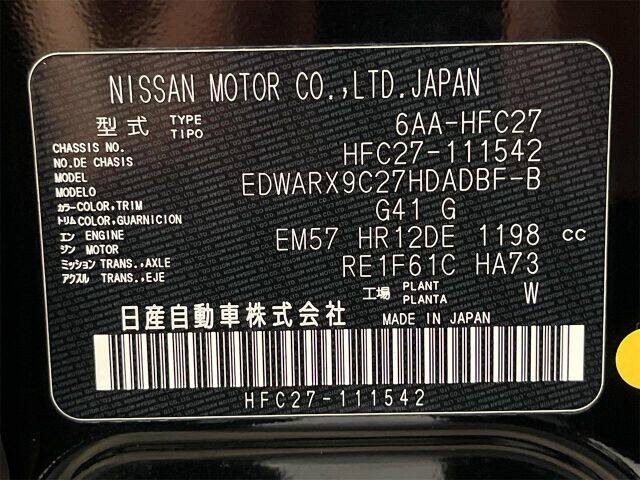 NISSAN MOTOR CO.,LTD.JAPAN
型式 TYPE TIPO 6AA-HFC27
CHASSIS NO. NO.DE CHASIS HFC27-111542
MODEL MODELO EDWARX9C27HDADBF-B
カラー COLOR,TRIM トリム COLOR,GUARNICION G41 G
エンジン ENGINE MOTOR EM57 HR12DE 1198 CC
ミッション TRANS.,AXLE アクスル TRANS.,EJE RE1F61C HA73
工場 PLANT PLANTA W
日産自動車株式会社 MADE IN JAPAN
HFC27-111542